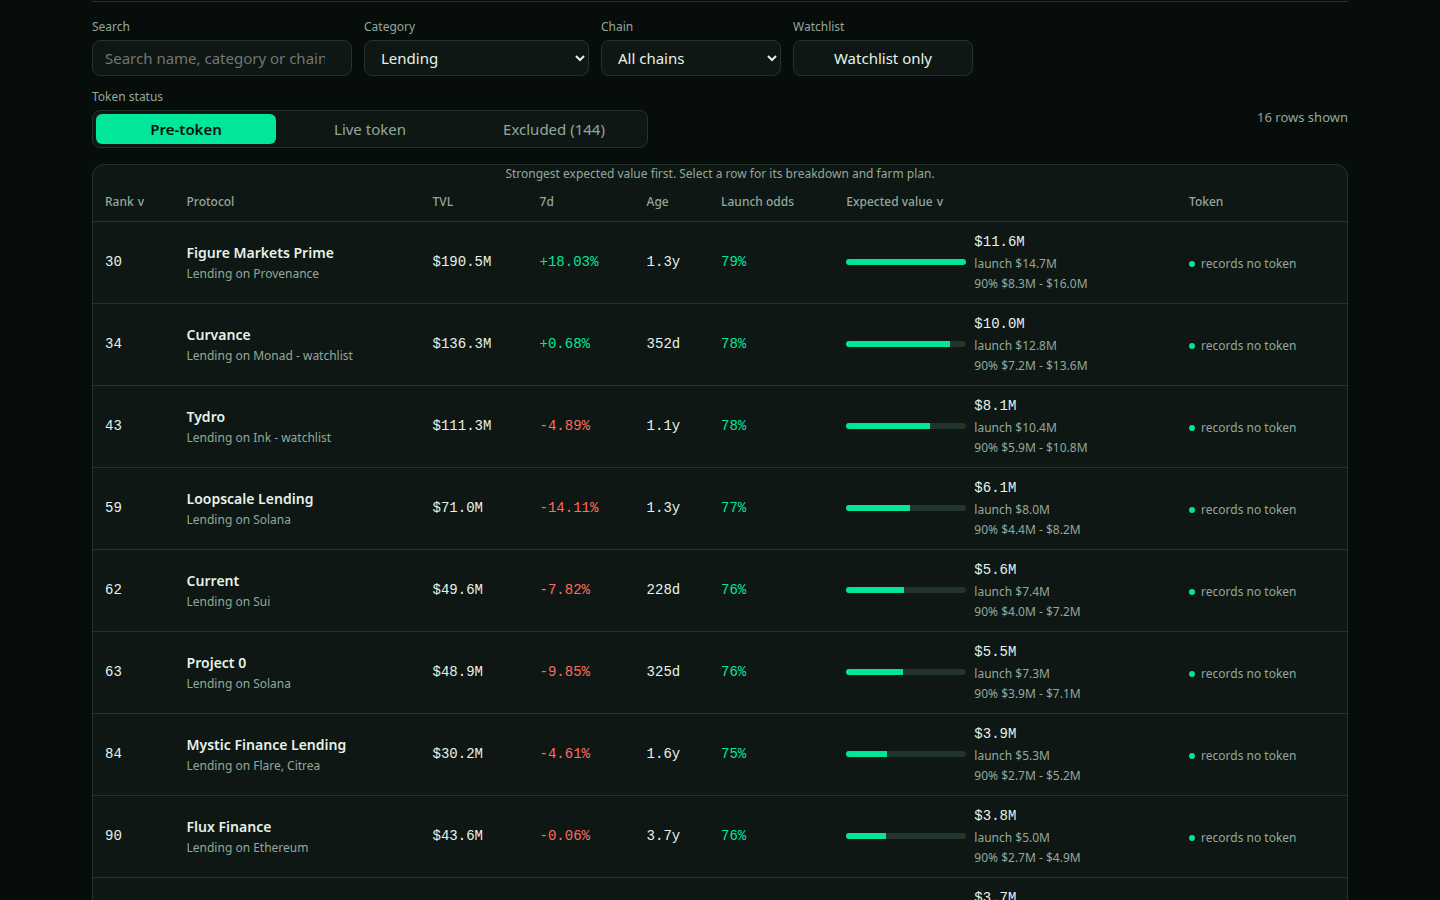 Search Category Chain Watchlist
Search name, category or chain Lending All chains Watchlist only
Token status
Pre-token Live token Excluded (144) 16 rows shown
Strongest expected value first. Select a row for its breakdown and farm plan.
Rank v Protocol TVL 7d Age Launch odds Expected value v Token
30 Figure Markets Prime $190.5M +18.03% 1.3y 79% $11.6M records no token
Lending on Provenance launch $14.7M
90% $8.3M - $16.0M
34 Curvance $136.3M +0.68% 352d 78% $10.0M records no token
Lending on Monad - watchlist launch $12.8M
90% $7.2M - $13.6M
43 Tydro $111.3M -4.89% 1.1y 78% $8.1M records no token
Lending on Ink - watchlist launch $10.4M
90% $5.9M - $10.8M
59 Loopscale Lending $71.0M -14.11% 1.3y 77% $6.1M records no token
Lending on Solana launch $8.0M
90% $4.4M - $8.2M
62 Current $49.6M -7.82% 228d 76% $5.6M records no token
Lending on Sui launch $7.4M
90% $4.0M - $7.2M
63 Project 0 $48.9M -9.85% 325d 76% $5.5M records no token
Lending on Solana launch $7.3M
90% $3.9M - $7.1M
84 Mystic Finance Lending $30.2M -4.61% 1.6y 75% $3.9M records no token
Lending on Flare, Citrea launch $5.3M
90% $2.7M - $5.2M
90 Flux Finance $43.6M -0.06% 3.7y 76% $3.8M records no token
Lending on Ethereum launch $5.0M
90% $2.7M - $4.9M
$3.7M